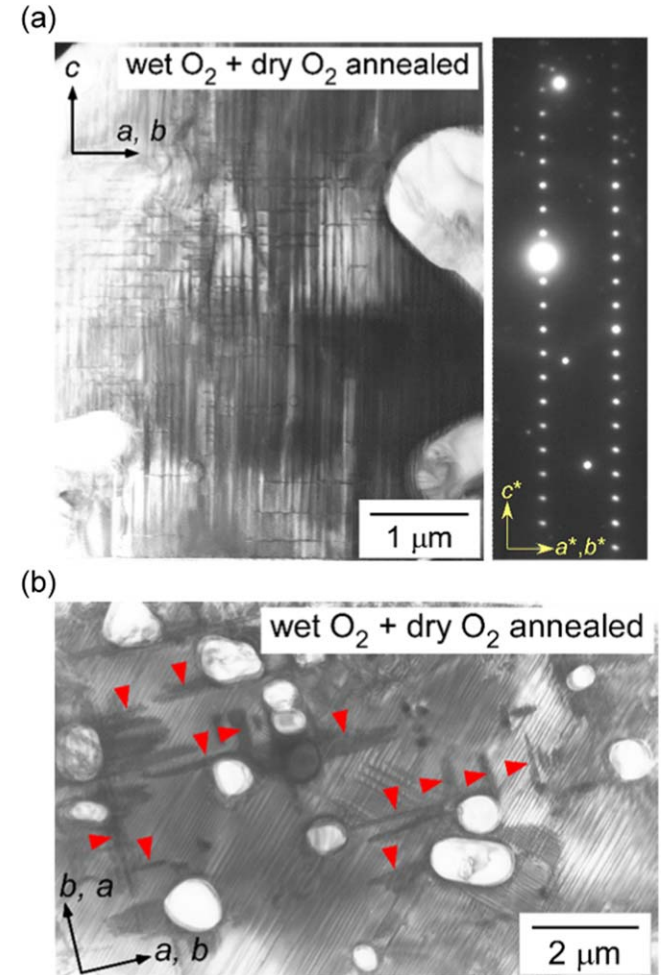 (a)
c
a, b
wet O₂ + dry O₂ annealed
1 μm
c*
a*,b*
(b)
wet O₂ + dry O₂ annealed
b, a
a, b
2 μm